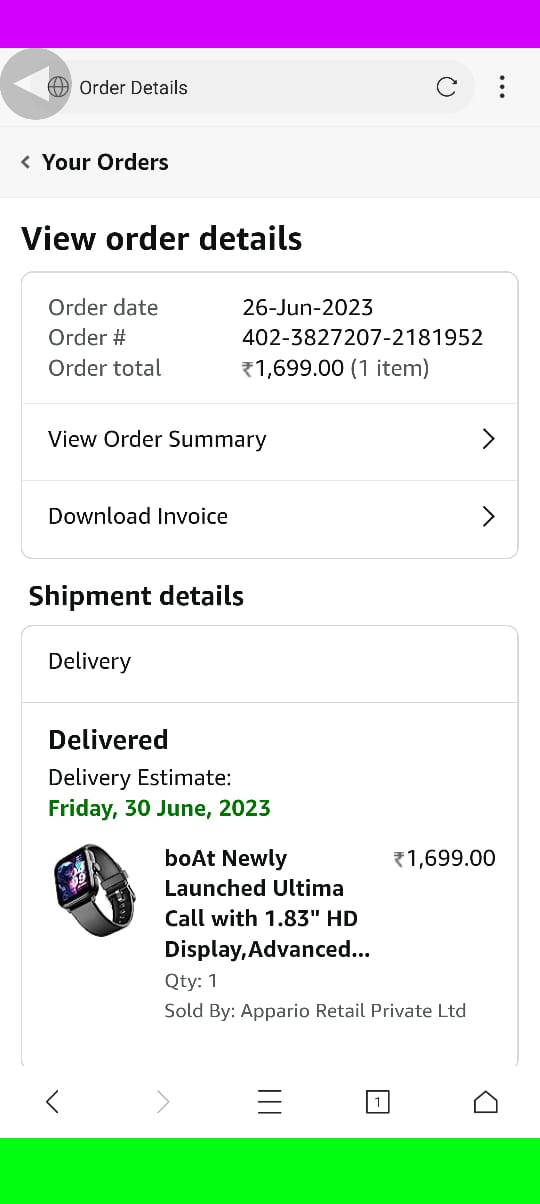 Order Details
Your Orders
View order details
Order date 26-Jun-2023
Order # 402-3827207-2181952
Order total ₹1,699.00 (1 item)
View Order Summary
Download Invoice
Shipment details
Delivery
Delivered
Delivery Estimate:
Friday, 30 June, 2023
boAt Newly ₹1,699.00
Launched Ultima
Call with 1.83" HD
Display,Advanced...
Qty: 1
Sold By: Appario Retail Private Ltd
1